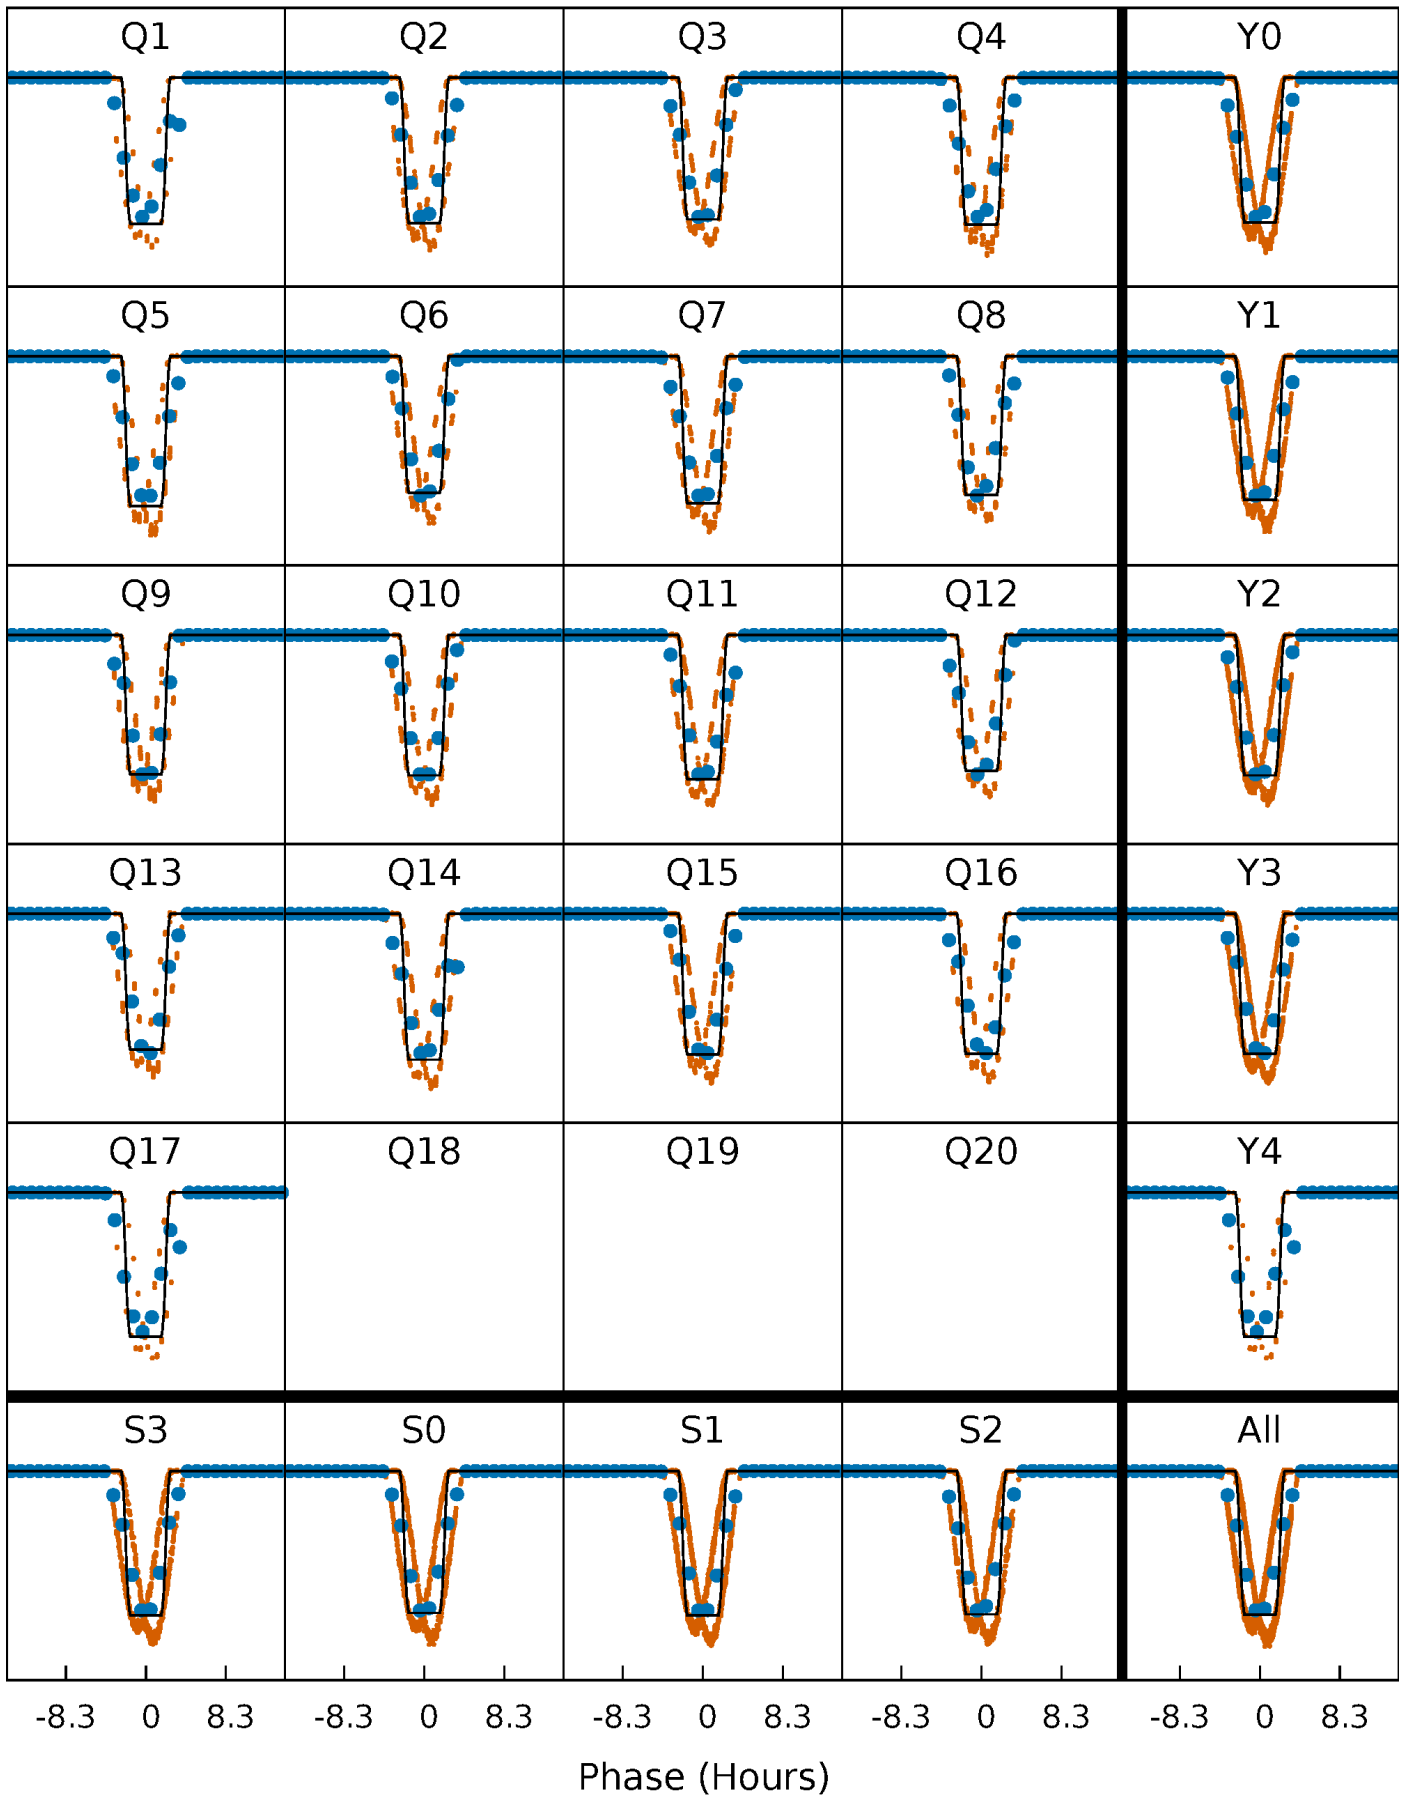 Q1 Q2 Q3 Q4 Y0
Q5 Q6 Q7 Q8 Y1
Q9 Q10 Q11 Q12 Y2
Q13 Q14 Q15 Q16 Y3
Q17 Q18 Q19 Q20 Y4
S3 S0 S1 S2 All
-8.3 0 8.3 -8.3 0 8.3 -8.3 0 8.3 -8.3 0 8.3 -8.3 0 8.3
Phase (Hours)